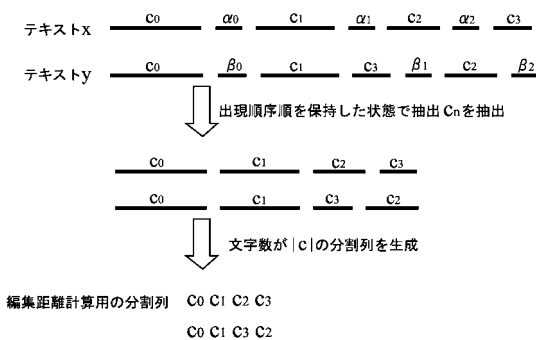 テキストx c0 α0 c1 α1 c2 α2 c3
テキストy c0 β0 c1 c3 β1 c2 β2
出現順序順を保持した状態で抽出 cnを抽出
c0 c1 c2 c3
c0 c1 c3 c2
文字数が|c|の分割列を生成
編集距離計算用の分割列 c0 c1 c2 c3
c0 c1 c3 c2